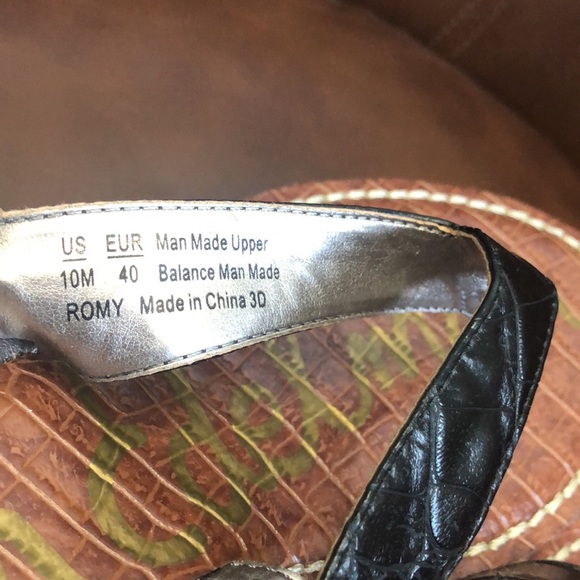 US EUR Man Made Upper
10M 40 Balance Man Made
ROMY Made in China 3D